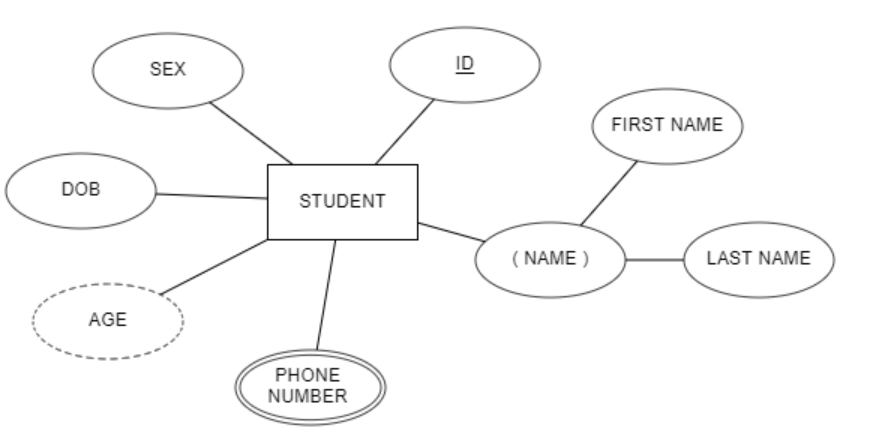 SEX
ID
FIRST NAME
DOB
STUDENT
( NAME )
LAST NAME
AGE
PHONE
NUMBER